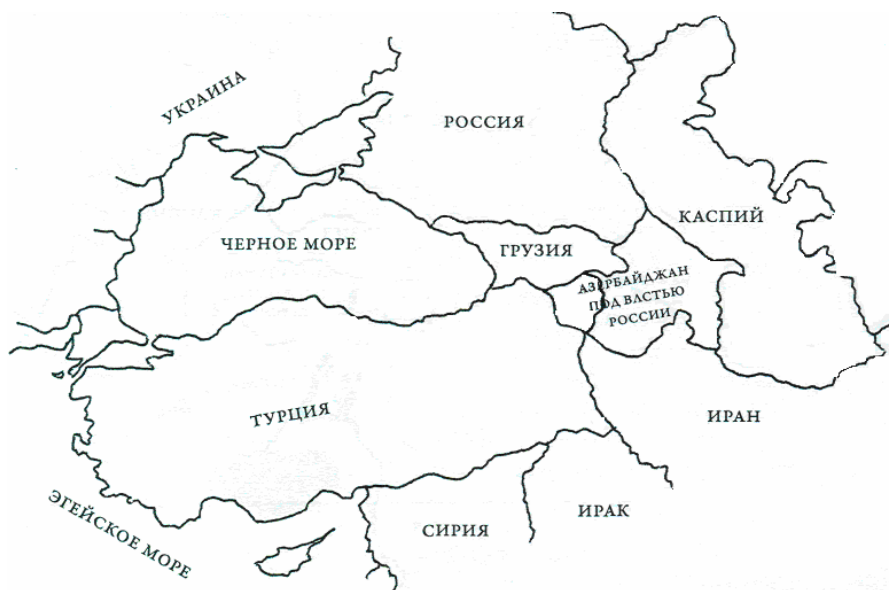 УКРАИНА
РОССИЯ
КАСПИЙ
ЧЕРНОЕ МОРЕ
ГРУЗИЯ
АЗЕРБАЙДЖАН
ПОД ВЛАСТЬЮ
РОССИИ
ТУРЦИЯ
ИРАН
ЭГЕЙСКОЕ МОРЕ
СИРИЯ
ИРАК